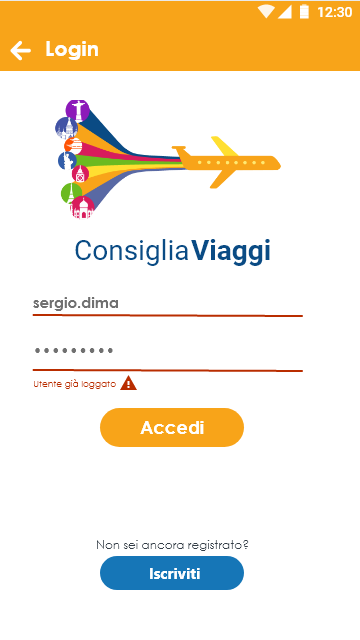 12:30
Login
ConsigliaViaggi
sergio.dima
•••••••••
Utente già loggato
Accedi
Non sei ancora registrato?
Iscriviti